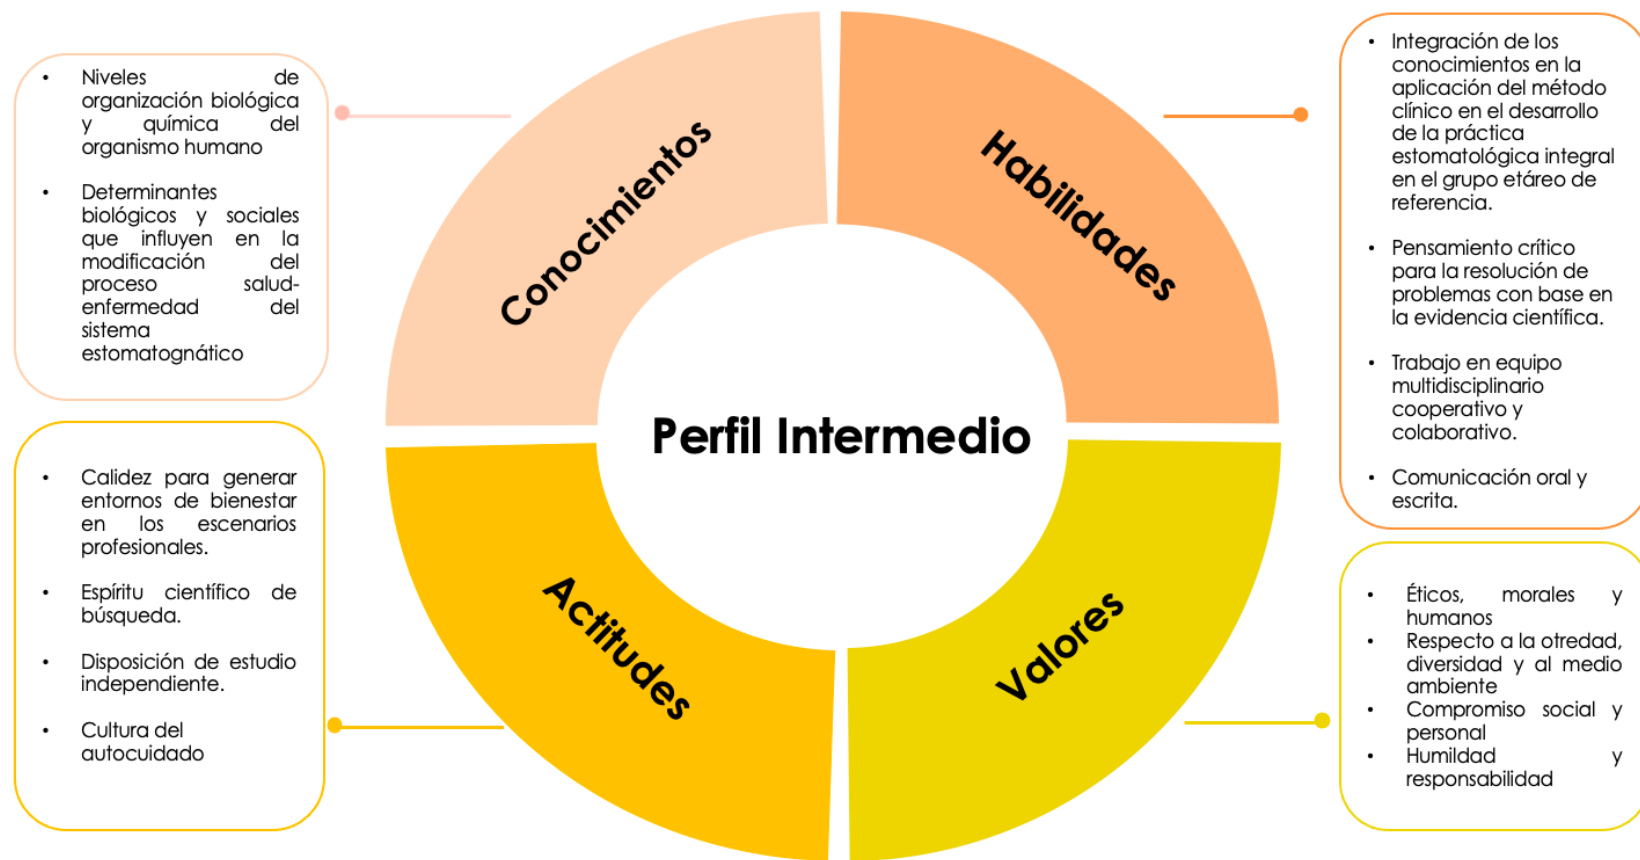 • Niveles de
organización biológica
y química del
organismo humano
• Determinantes
biológicos y sociales
que influyen en la
modificación del
proceso salud-
enfermedad del
sistema
estomatognático
Conocimientos
Habilidades
• Integración de los
conocimientos en la
aplicación del método
clínico en el desarrollo
de la práctica
estomatológica integral
en el grupo etáreo de
referencia.
• Pensamiento crítico
para la resolución de
problemas con base en
la evidencia científica.
• Trabajo en equipo
multidisciplinario
cooperativo y
colaborativo.
• Comunicación oral y
escrita.
Perfil Intermedio
• Calidez para generar
entornos de bienestar
en los escenarios
profesionales.
• Espíritu científico de
búsqueda.
• Disposición de estudio
independiente.
• Cultura del
autocuidado
Actitudes
Valores
• Éticos, morales y
humanos
• Respecto a la otredad,
diversidad y al medio
ambiente
• Compromiso social y
personal
• Humildad y
responsabilidad